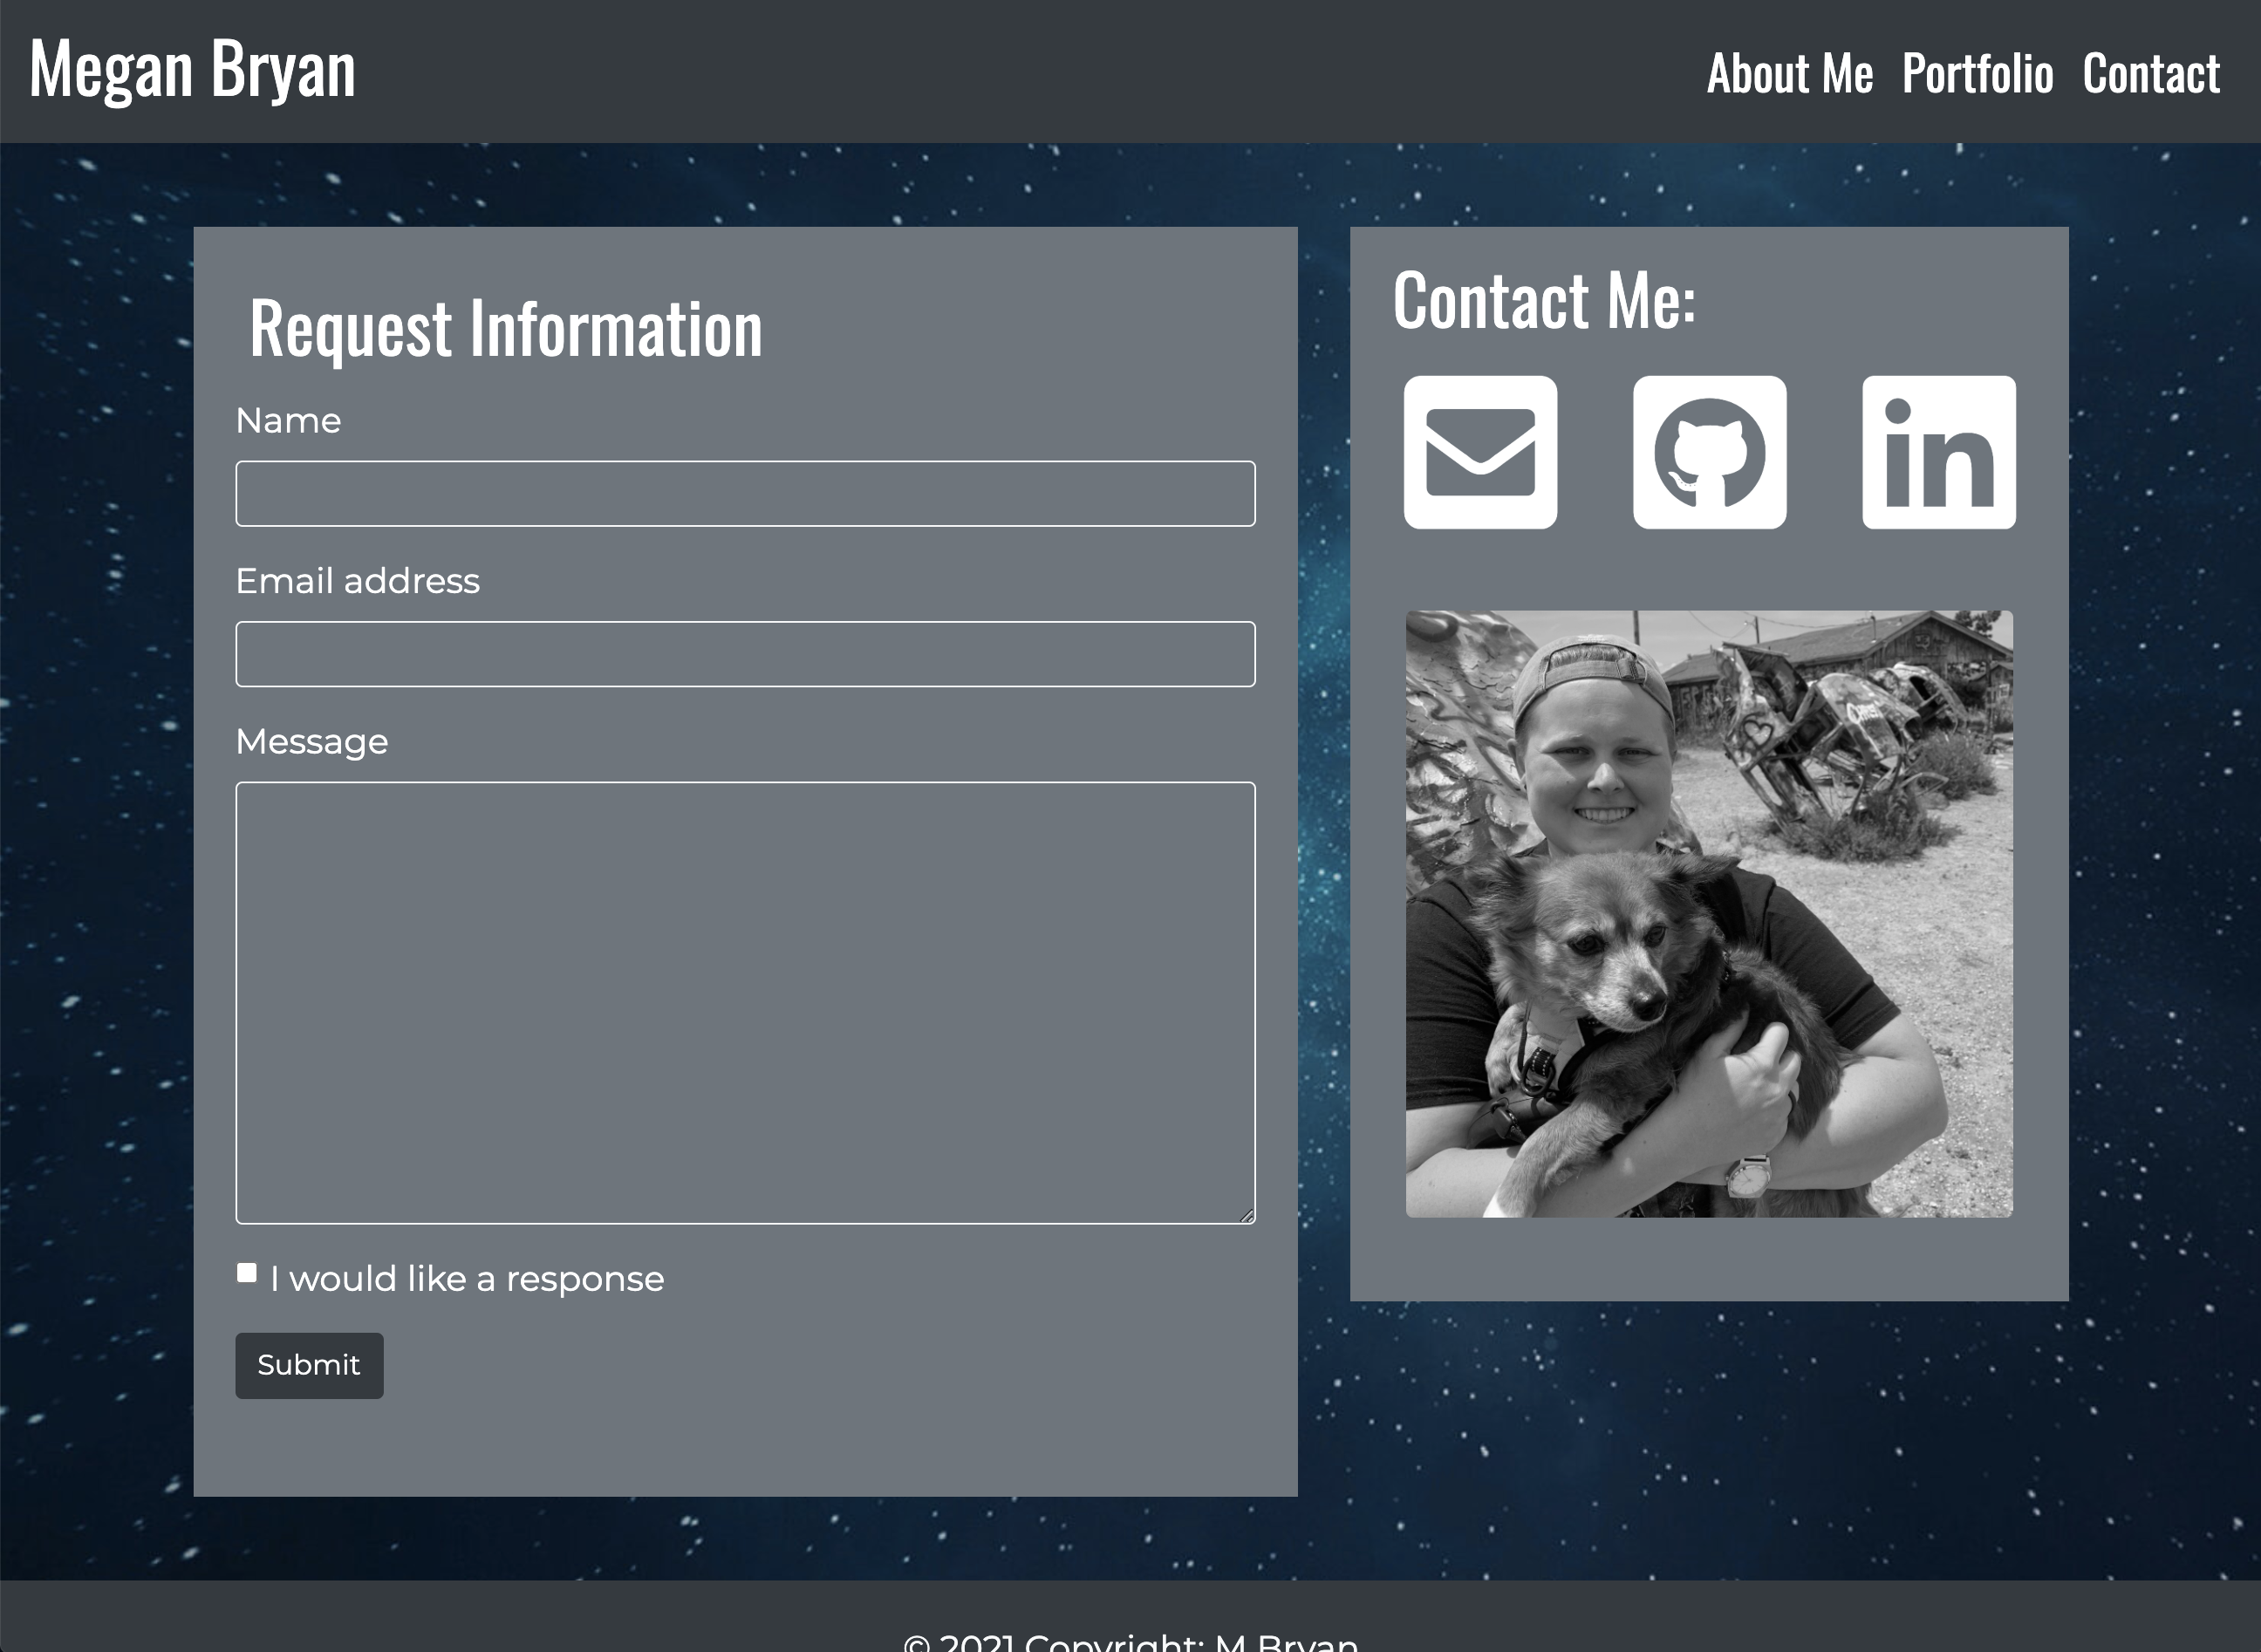 Megan Bryan
About Me Portfolio Contact
Request Information
Name
Email address
Message
I would like a response
Submit
Contact Me:
in
© 2021 Copyright: M Bryan